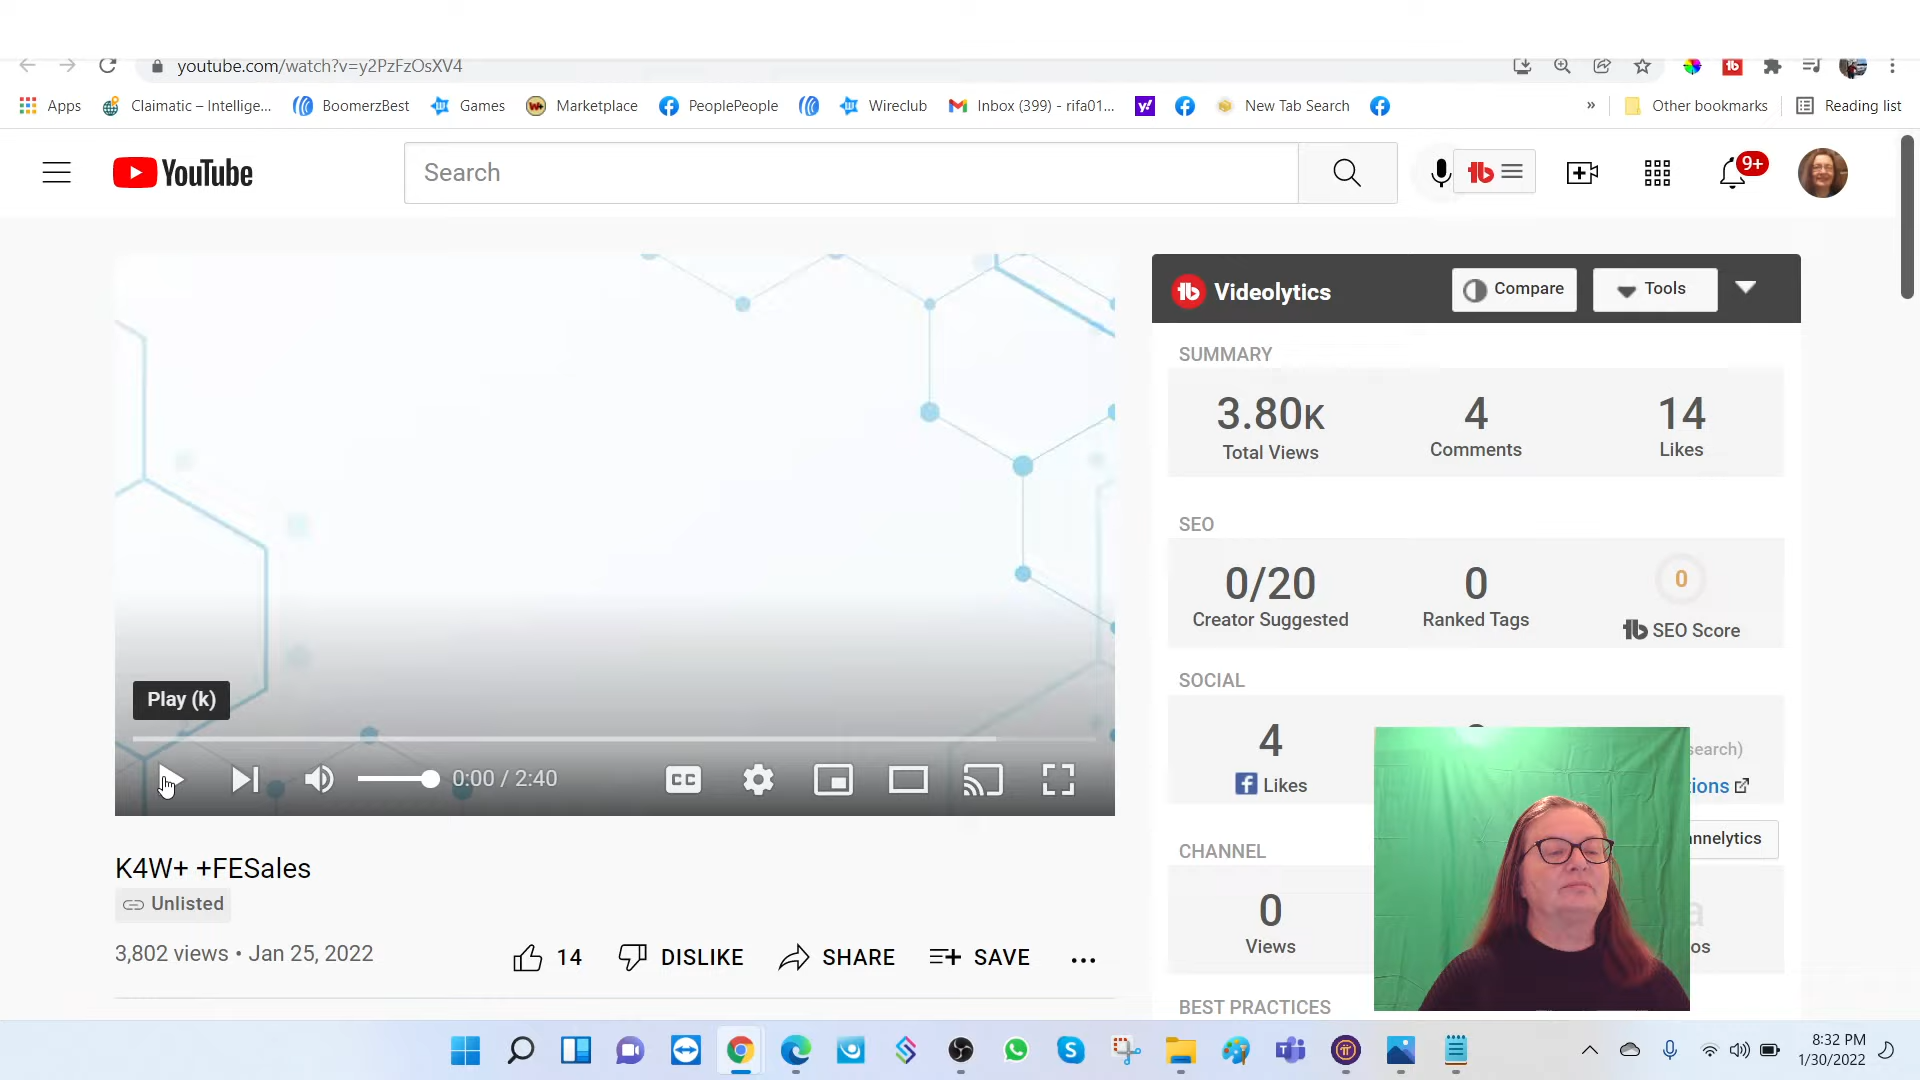 youtube.com/watch?v=y2PzFzOsXV4
Apps Claimatic – Intellige... BoomerzBest Games Marketplace PeoplePeople Wireclub Inbox (399) - rifa01... New Tab Search » Other bookmarks Reading list
YouTube
Search
9+
Videolytics
Compare
Tools
SUMMARY
3.80K
4
14
Total Views
Comments
Likes
SEO
0/20
0
0
Creator Suggested
Ranked Tags
SEO Score
SOCIAL
4
search)
Likes
tions
nnelytics
CHANNEL
0
Views
os
BEST PRACTICES
Play (k)
0:00 / 2:40
CC
K4W+ +FESales
Unlisted
3,802 views • Jan 25, 2022
14
DISLIKE
SHARE
SAVE
8:32 PM
1/30/2022